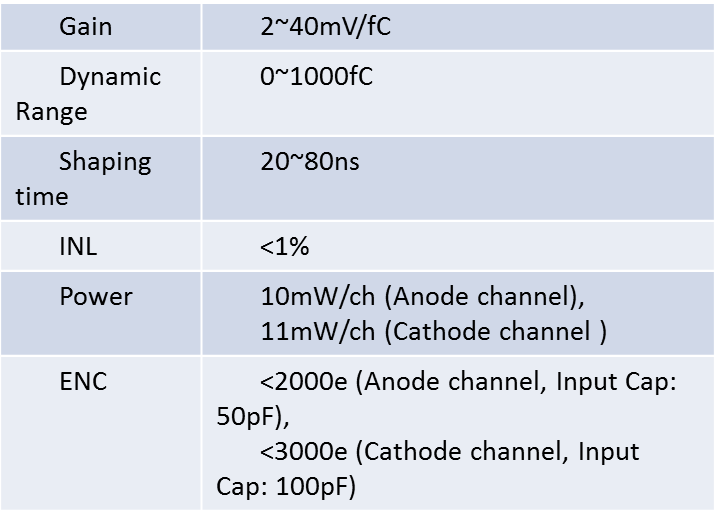 Gain 2~40mV/fC
Dynamic Range 0~1000fC
Shaping time 20~80ns
INL <1%
Power 10mW/ch (Anode channel),
11mW/ch (Cathode channel )
ENC <2000e (Anode channel, Input Cap:
50pF),
<3000e (Cathode channel, Input
Cap: 100pF)